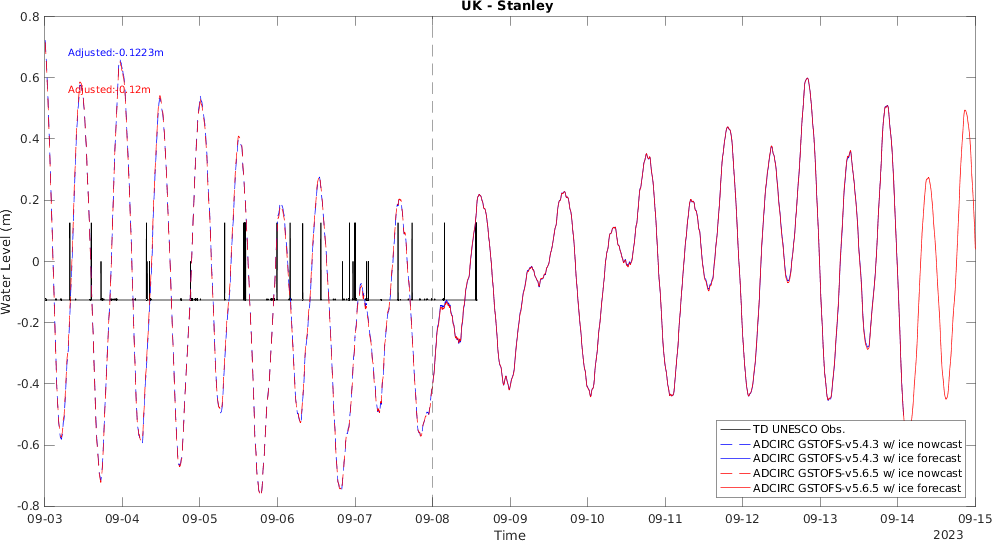 UK - Stanley
Adjusted:-0.1223m
Adjusted:-0.12m
Water Level (m)
0.8
0.6
0.4
0.2
0
-0.2
-0.4
-0.6
-0.8
TD UNESCO Obs.
ADCIRC GSTOFS-v5.4.3 w/ ice nowcast
ADCIRC GSTOFS-v5.4.3 w/ ice forecast
ADCIRC GSTOFS-v5.6.5 w/ ice nowcast
ADCIRC GSTOFS-v5.6.5 w/ ice forecast
09-03 09-04 09-05 09-06 09-07 09-08 09-09 09-10 09-11 09-12 09-13 09-14 09-15
Time
2023